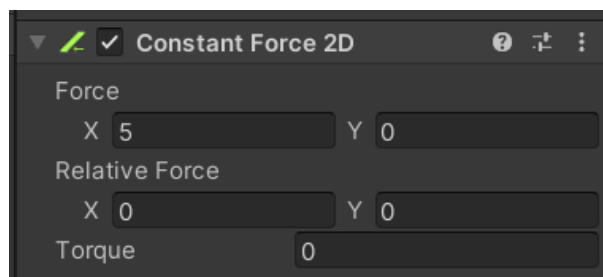 Constant Force 2D
Force
X 5 Y 0
Relative Force
X 0 Y 0
Torque 0